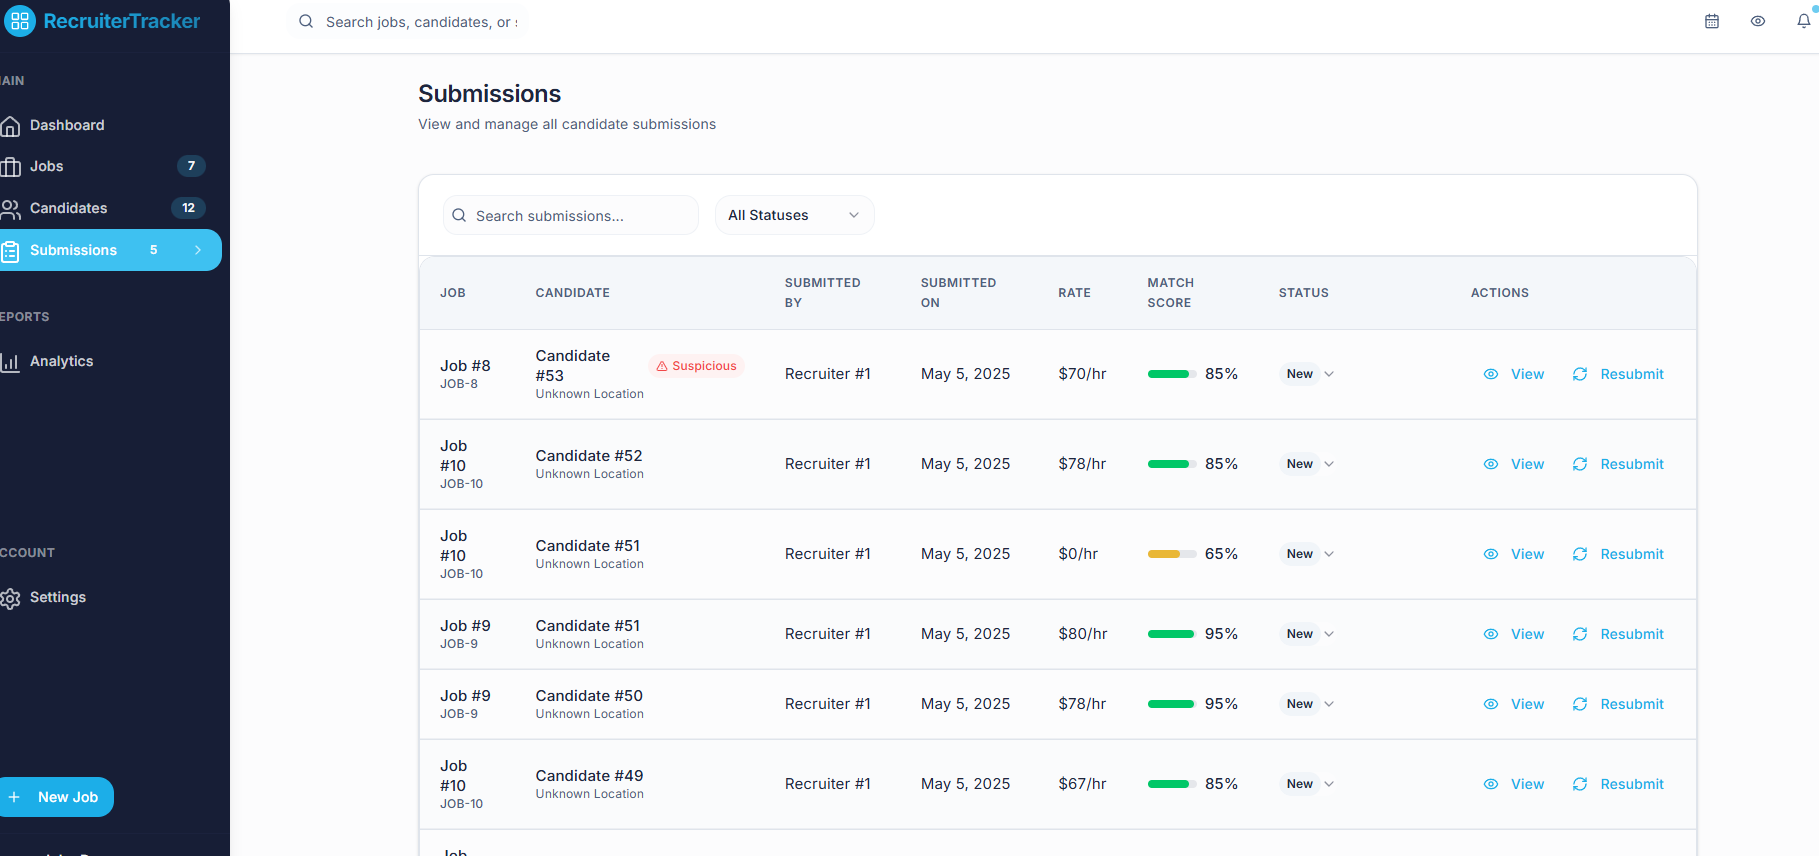 RecruiterTracker
Search jobs, candidates, or
AIN
Dashboard
Jobs 7
Candidates 12
Submissions 5
EPORTS
Analytics
CCOUNT
Settings
+ New Job
Submissions
View and manage all candidate submissions
Search submissions...
All Statuses
JOB CANDIDATE SUBMITTED BY SUBMITTED ON RATE MATCH SCORE STATUS ACTIONS
Job #8
JOB-8
Candidate
#53
Unknown Location
Suspicious
Recruiter #1 May 5, 2025 $70/hr 85% New View Resubmit
Job
#10
JOB-10
Candidate #52
Unknown Location
Recruiter #1 May 5, 2025 $78/hr 85% New View Resubmit
Job
#10
JOB-10
Candidate #51
Unknown Location
Recruiter #1 May 5, 2025 $0/hr 65% New View Resubmit
Job #9
JOB-9
Candidate #51
Unknown Location
Recruiter #1 May 5, 2025 $80/hr 95% New View Resubmit
Job #9
JOB-9
Candidate #50
Unknown Location
Recruiter #1 May 5, 2025 $78/hr 95% New View Resubmit
Job
#10
JOB-10
Candidate #49
Unknown Location
Recruiter #1 May 5, 2025 $67/hr 85% New View Resubmit
Job